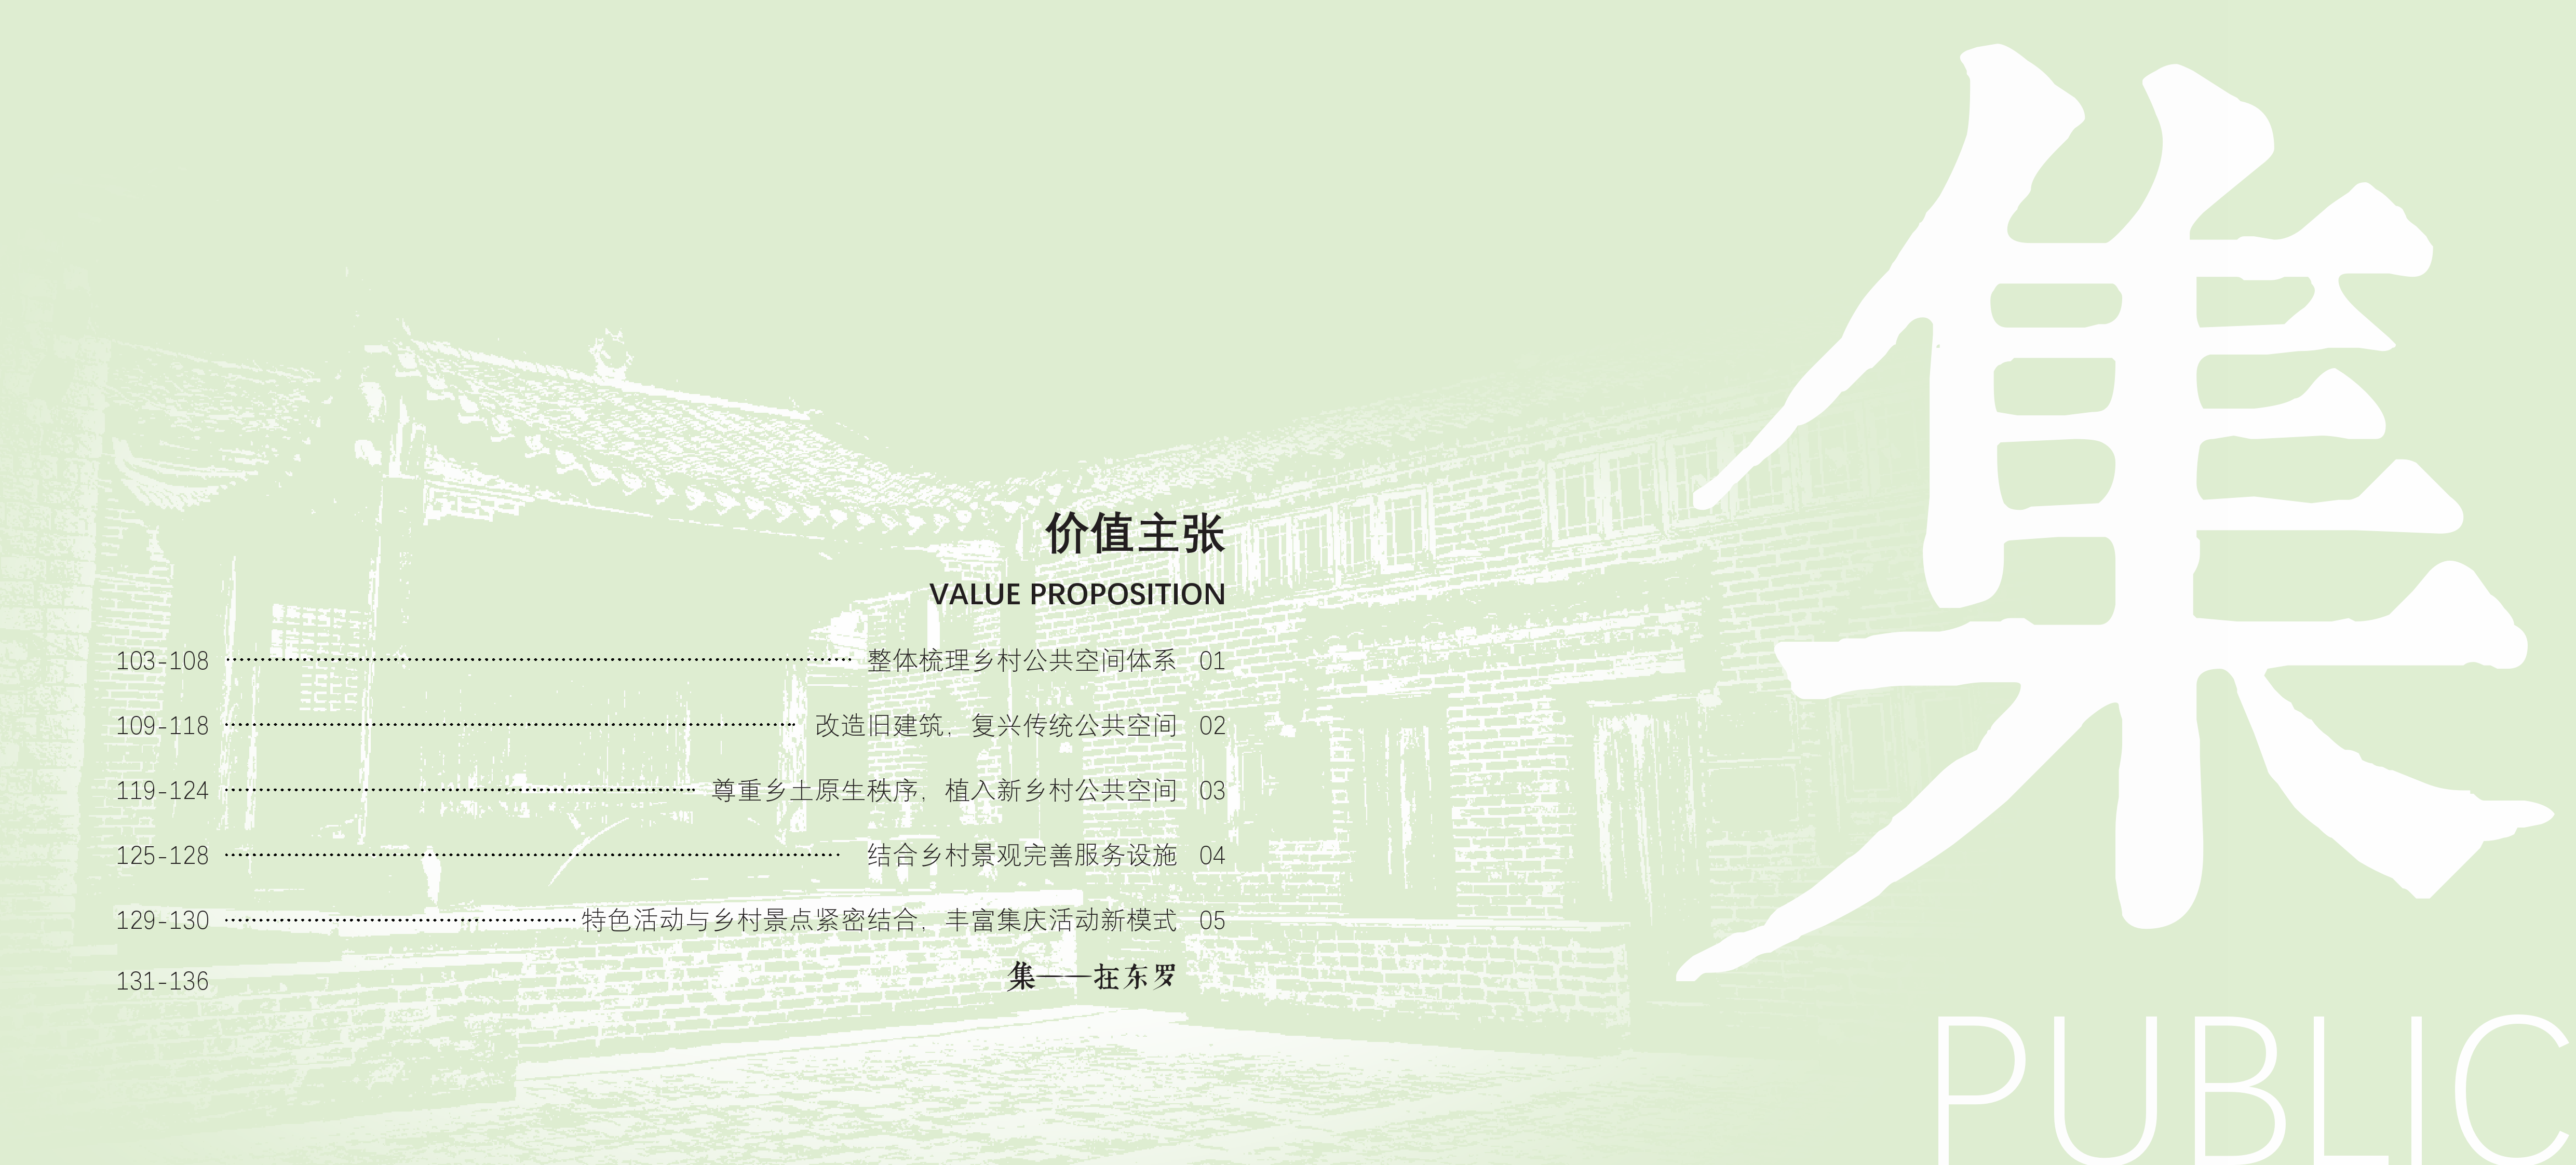 集
PUBLIC
价值主张
VALUE PROPOSITION
103-108 整体梳理乡村公共空间体系 01
109-118 改造旧建筑，复兴传统公共空间 02
119-124 尊重乡土原生秩序，植入新乡村公共空间 03
125-128 结合乡村景观完善服务设施 04
129-130 特色活动与乡村景点紧密结合，丰富集庆活动新模式 05
131-136 集——在东罗